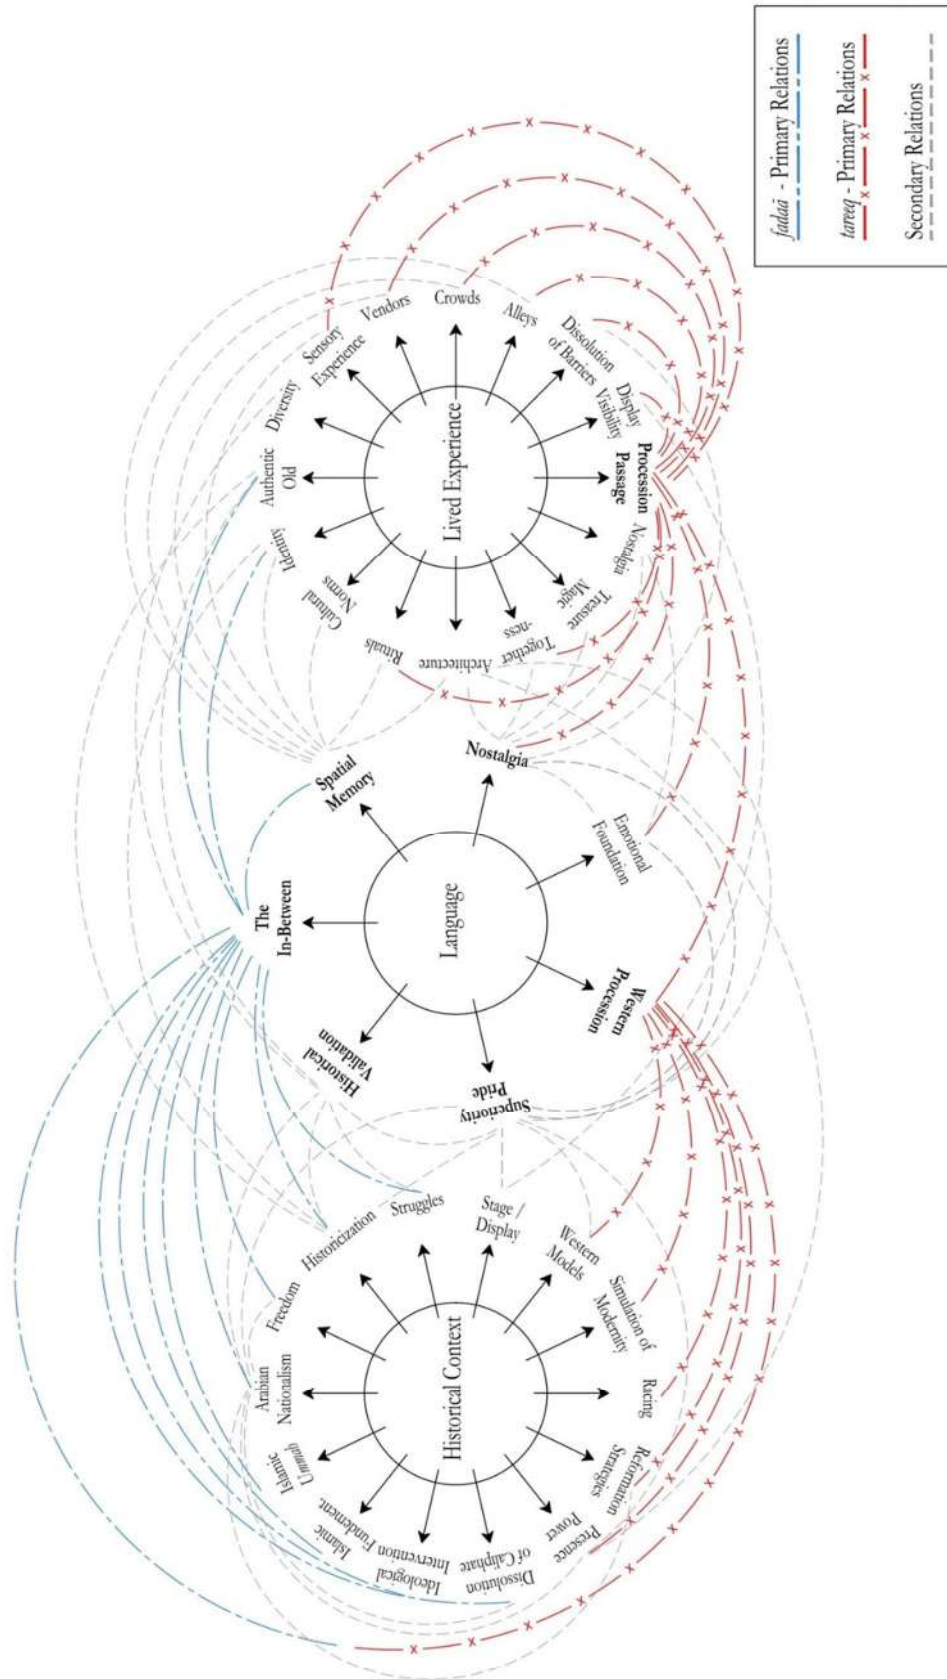 Historical Context
Struggles
Historicization
Freedom
Arabian
Nationalism
Islamic
Ummah
Islamic
Fundement.
Ideological
Intervention
Dissolution
of Caliphate
Presence
Power
Reformation
Strategies
Racing
Simulation of
Modernity
Western
Models
Stage /
Display
Language
The
In-Between
Spatial
Memory
Nostalgia
Emotional
Foundation
Western
Procession
Superiority
Pride
Historical
Validation
Lived Experience
Authentic
Old
Diversity
Sensory
Experience
Vendors
Crowds
Alleys
Dissolution
of Barriers
Display
Visibility
Procession
Passage
Nostalgia
Treasure
Magic
Together
-ness
Architecture
Rituals
Cultural
Norms
Identity
fadaā - Primary Relations
tareeq - Primary Relations
Secondary Relations